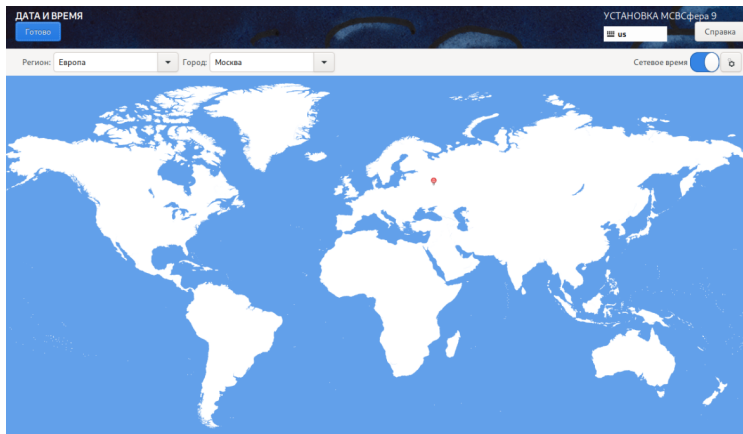 ДАТА И ВРЕМЯ
УСТАНОВКА МСВСфера 9
Готово
us
Справка
Регион: Европа
Город: Москва
Сетевое время